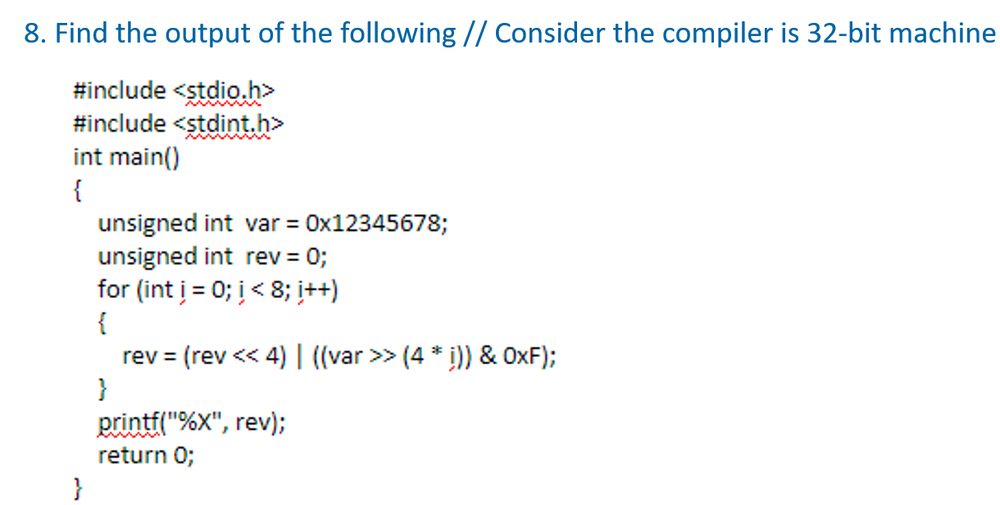 8. Find the output of the following // Consider the compiler is 32-bit machine
#include <stdio.h>
#include <stdint.h>
int main()
{
unsigned int var = 0x12345678;
unsigned int rev = 0;
for (int i = 0; i < 8; i++)
{
rev = (rev << 4) | ((var >> (4 * i)) & 0xF);
}
printf("%X", rev);
return 0;
}